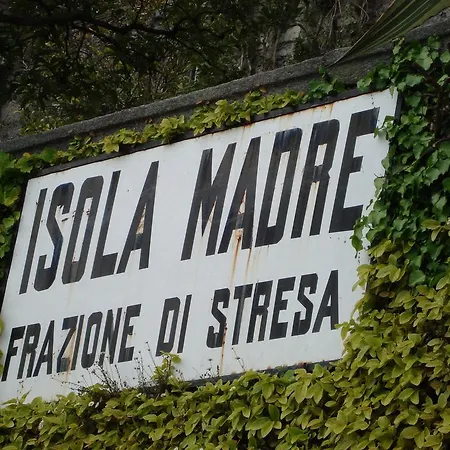 ISOLA MADRE
FRAZIONE DI STRESA